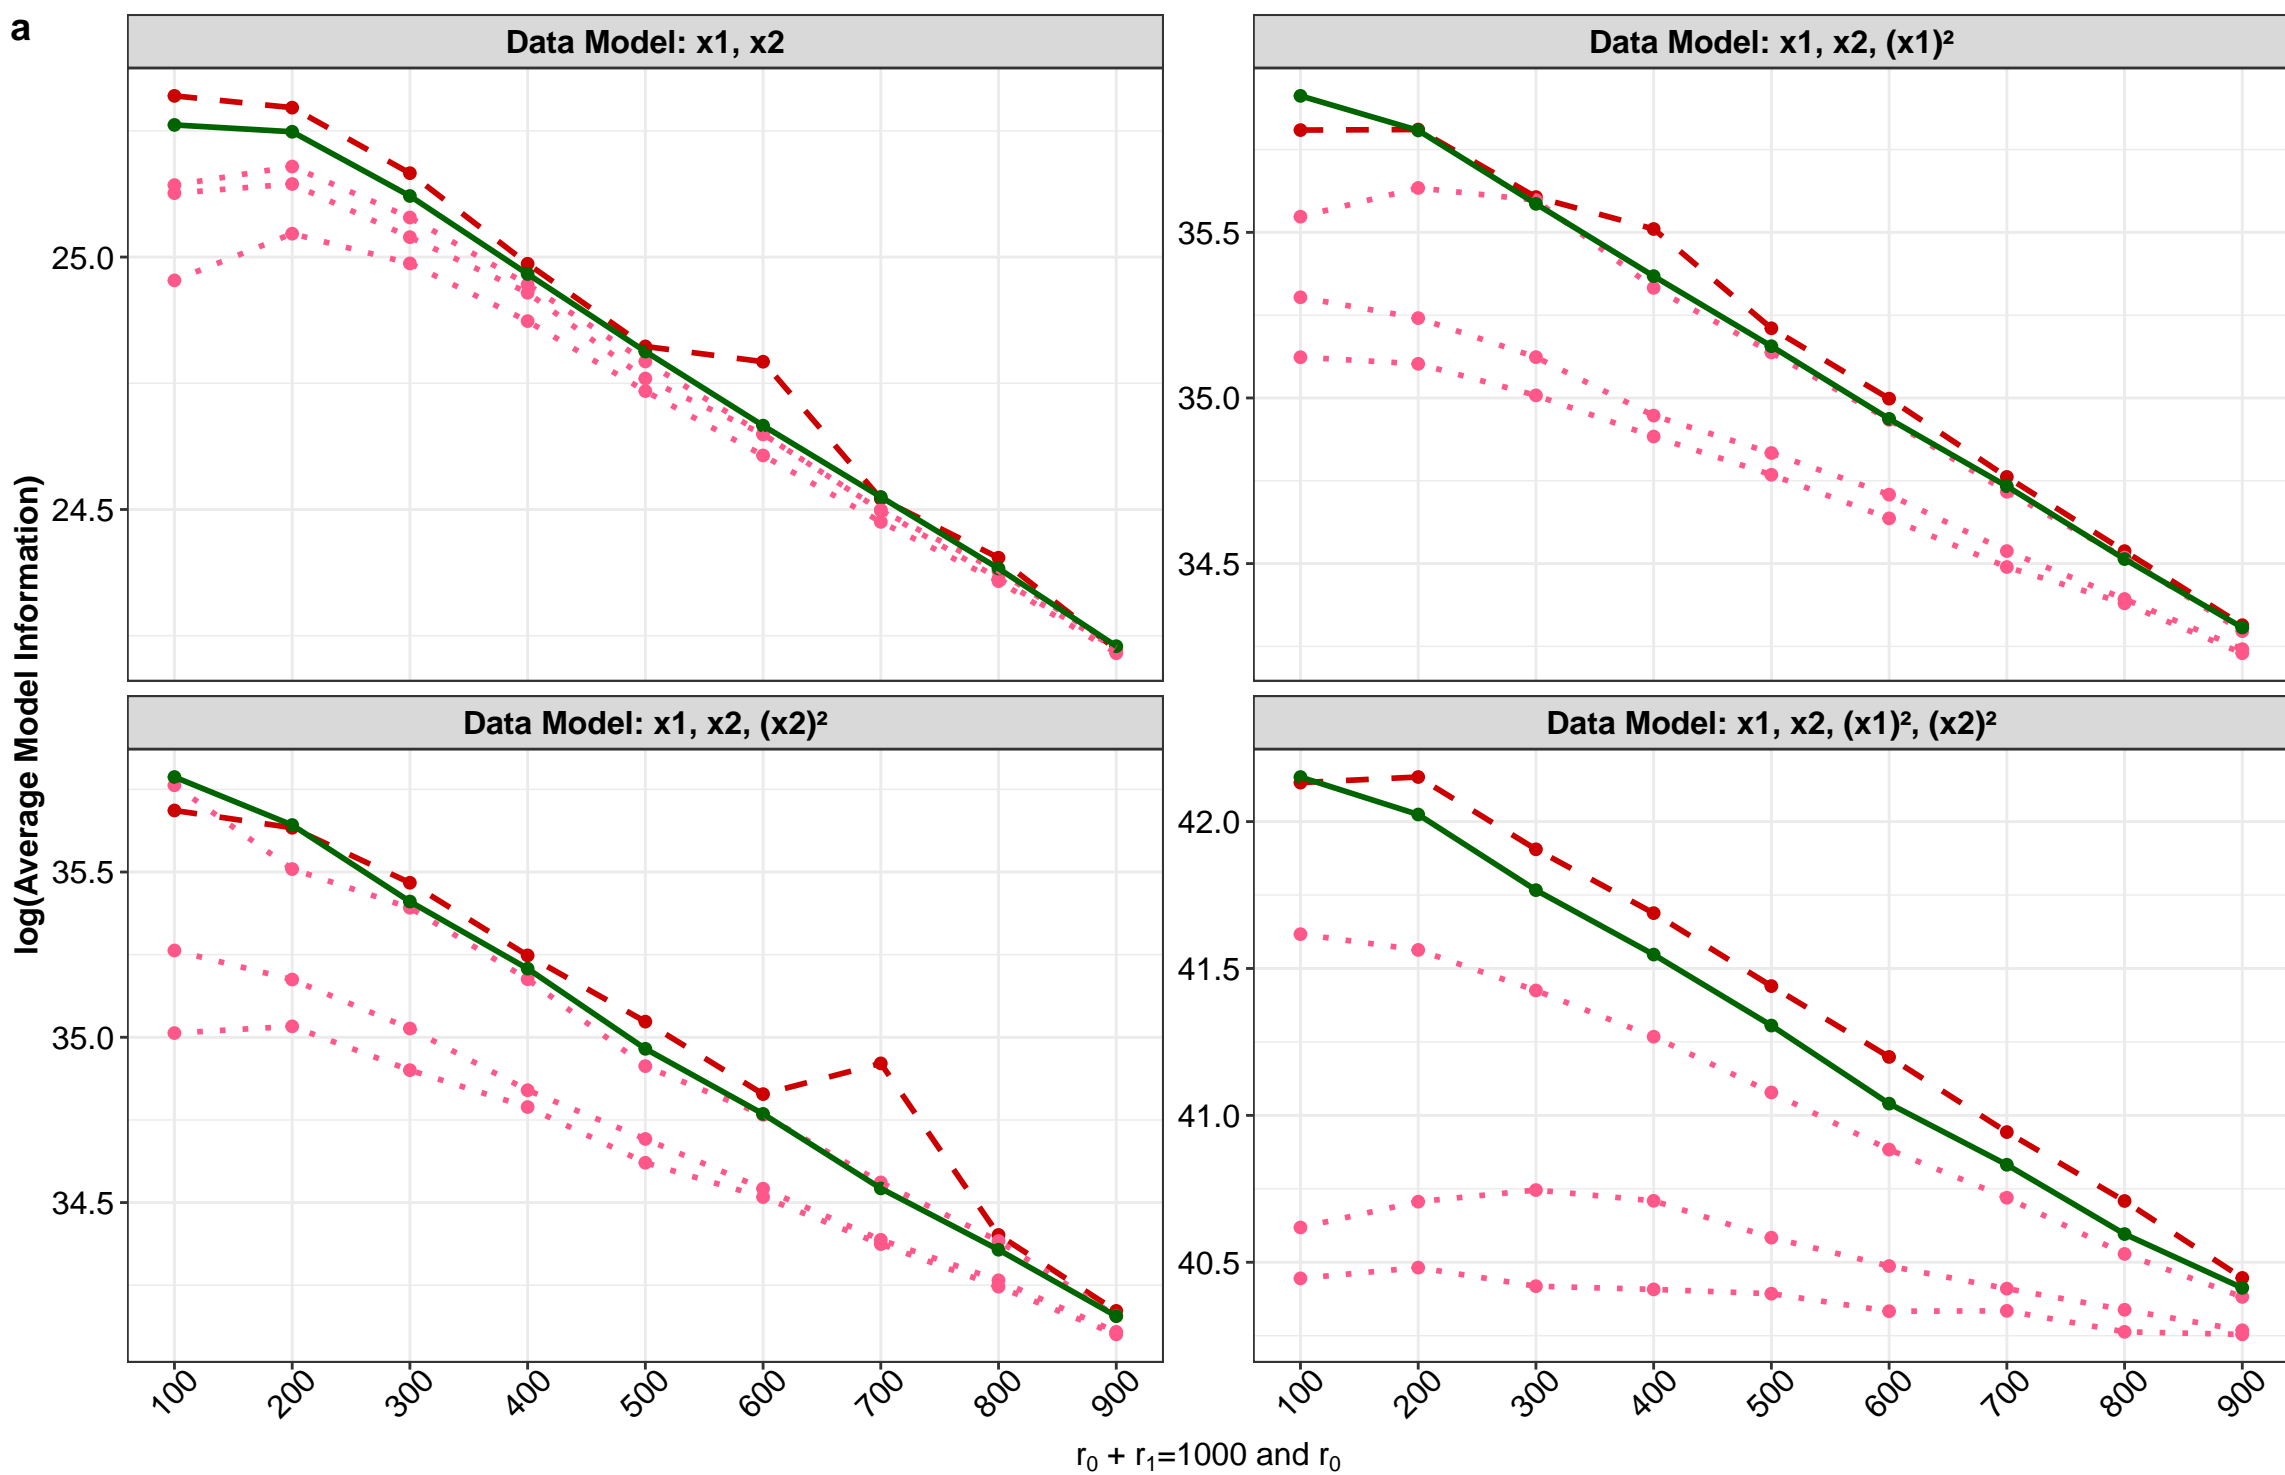 a
Data Model: x1, x2
Data Model: x1, x2, (x1)²
25.0
24.5
35.5
35.0
34.5
log(Average Model Information)
Data Model: x1, x2, (x2)²
Data Model: x1, x2, (x1)², (x2)²
35.5
35.0
34.5
42.0
41.5
41.0
40.5
100 200 300 400 500 600 700 800 900
100 200 300 400 500 600 700 800 900
r₀ + r₁=1000 and r₀